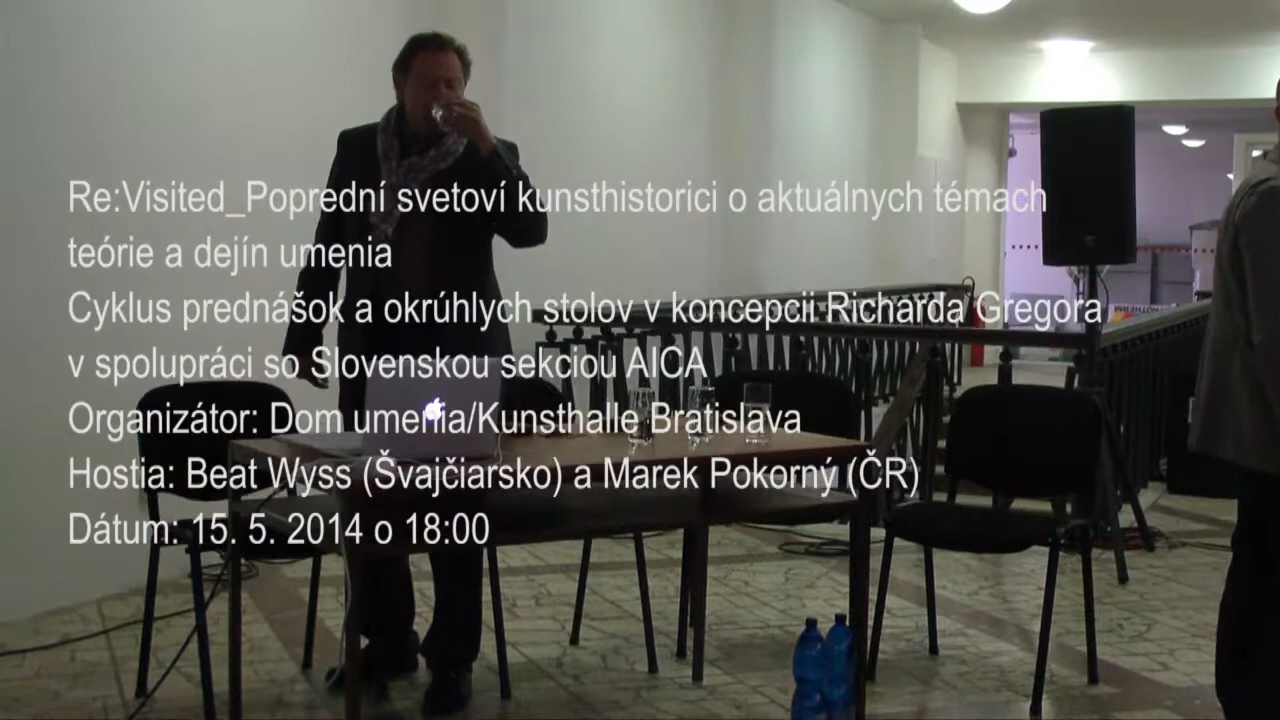 Re:Visited_Poprední svetoví kunsthistorici o aktuálnych témach
teórie a dejín umenia
Cyklus prednášok a okrúhlych stolov v koncepcii Richarda Gregora
v spolupráci so Slovenskou sekciou AICA
Organizátor: Dom umenia/Kunsthalle Bratislava
Hostia: Beat Wyss (Švajčiarsko) a Marek Pokorný (ČR)
Dátum: 15. 5. 2014 o 18:00